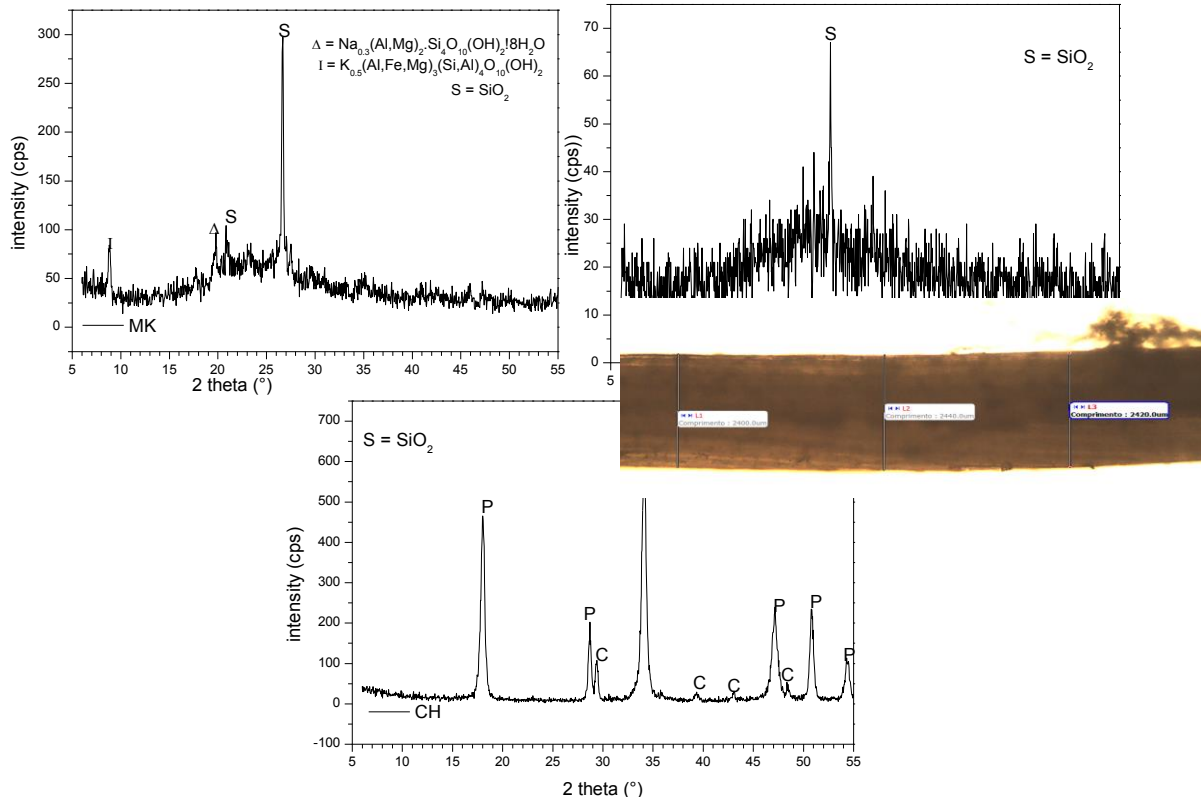 300
250
200
150
100
50
0
intensity (cps)
S
Δ = Na0.3(Al,Mg)2.Si4O10(OH)2!8H2O
I = K0.5(Al,Fe,Mg)3(Si,Al)4O10(OH)2
S = SiO2
I
Δ
S
MK
5 10 15 20 25 30 35 40 45 50 55
2 theta (°)
70
60
50
40
30
20
10
0
intensity (cps))
S
S = SiO2
5
L1
Comprimento : 2400.0um
L2
Comprimento : 2440.0um
L3
Comprimento : 2420.0um
700
600
500
400
300
200
100
0
-100
intensity (cps)
S = SiO2
P
P
C
C
C
P
C
P
P
CH
5 10 15 20 25 30 35 40 45 50 55
2 theta (°)